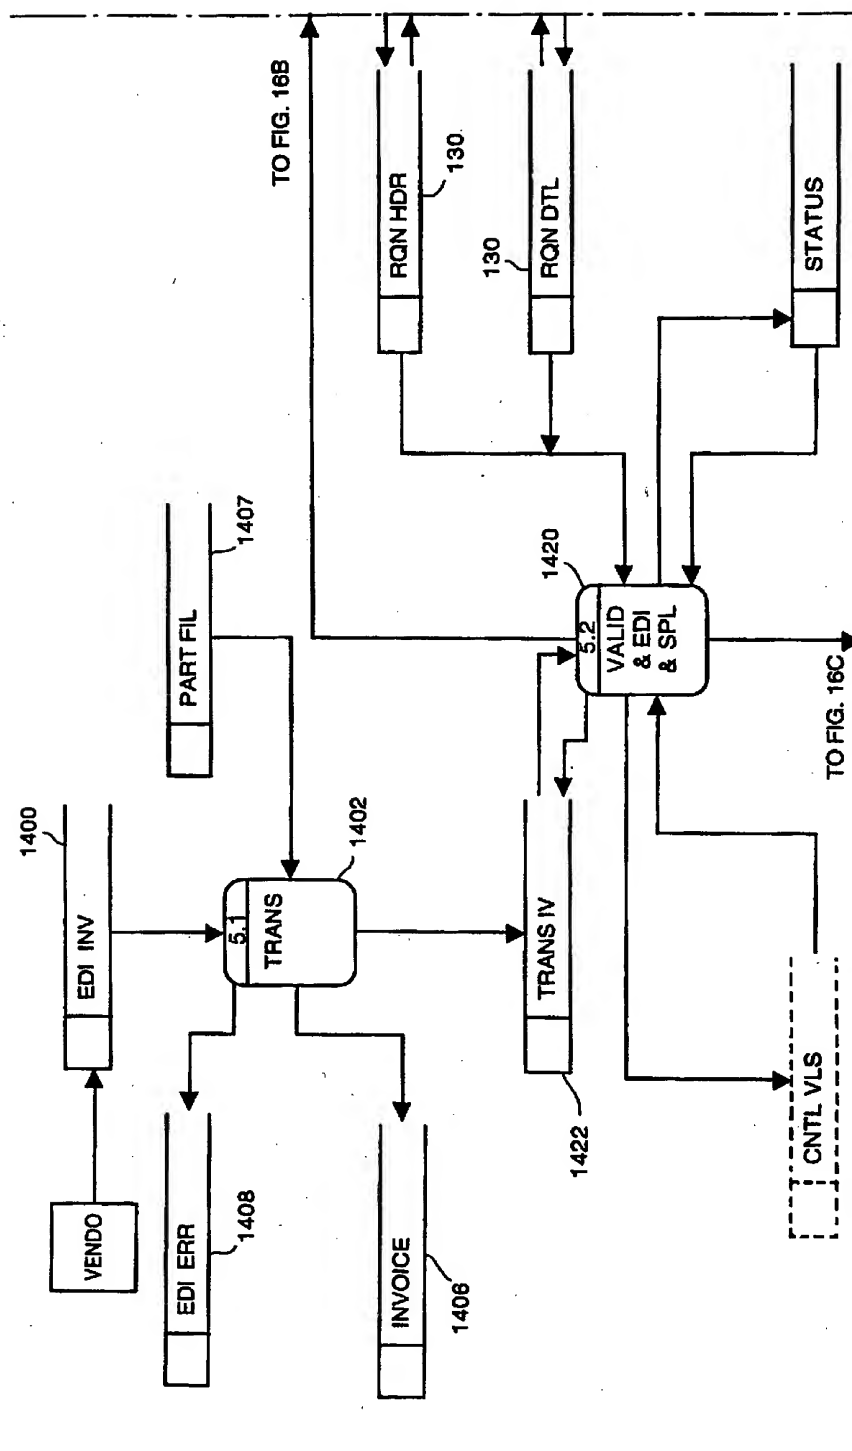 VENDO
EDI INV
1400
EDI ERR
1408
PART FIL
1407
5.1
TRANS
1402
INVOICE
1406
TO FIG. 16B
RQN HDR
130
TRANS IV
1422
5.2
VALID
& EDI
& SPL
1420
RQN DTL
130
CNTL VLS
TO FIG. 16C
STATUS